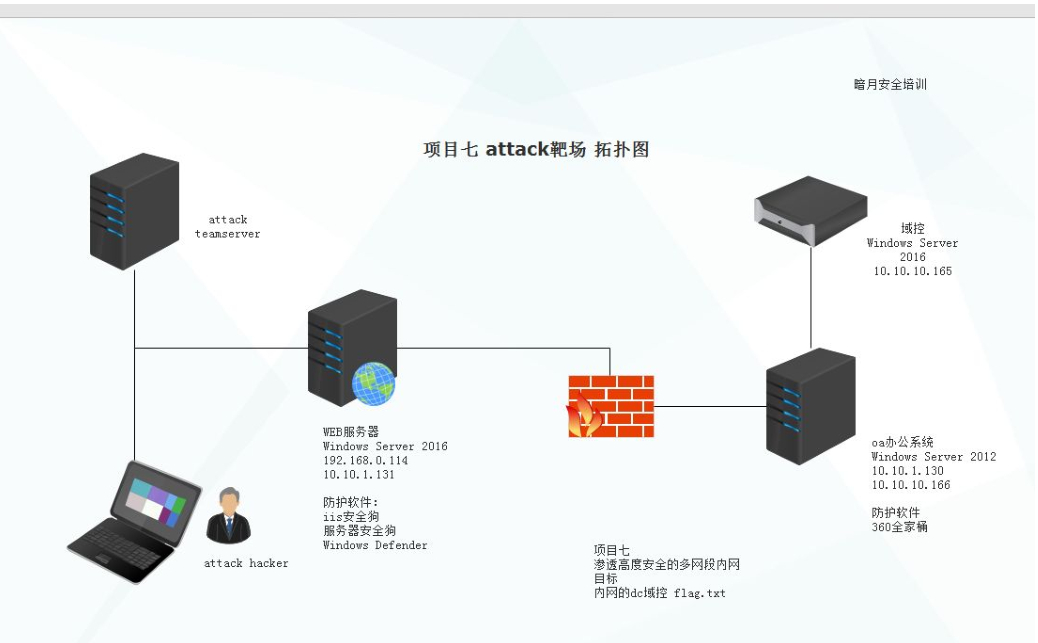 暗月安全培训
项目七 attack靶场 拓扑图
attack
teamserver
域控
Windows Server
2016
10.10.10.165
WEB服务器
Windows Server 2016
192.168.0.114
10.10.1.131
防护软件:
iis安全狗
服务器安全狗
Windows Defender
oa办公系统
Windows Server 2012
10.10.1.130
10.10.10.166
防护软件
360全家桶
attack hacker
项目七
渗透高度安全的多网段内网
目标
内网的dc域控 flag.txt